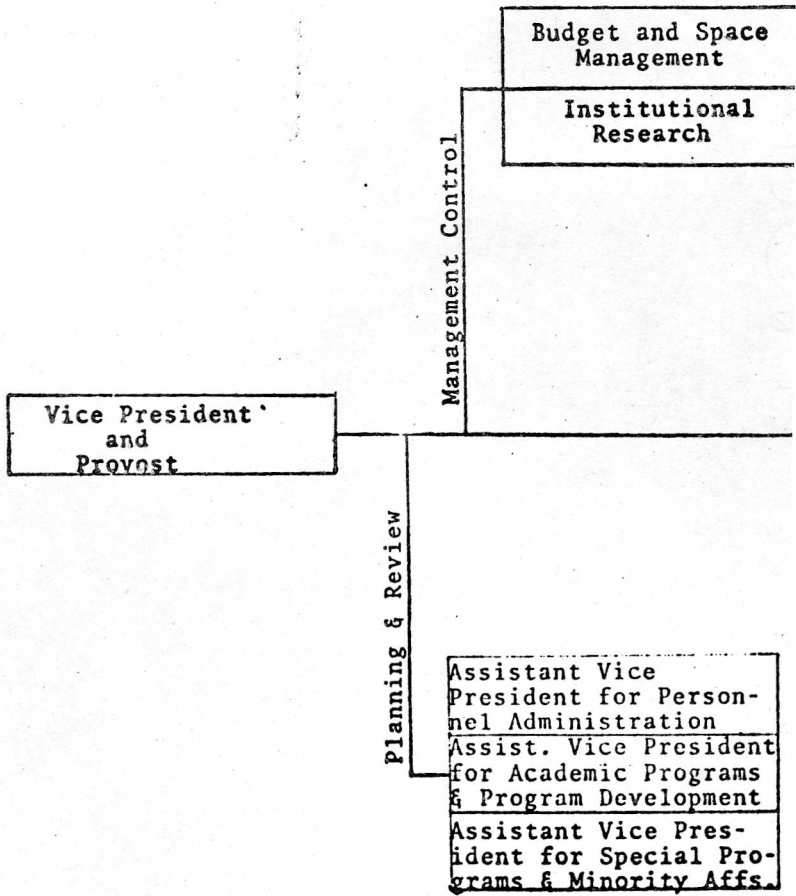 Budget and Space
Management
Institutional
Research
Management Control
Vice President
and
Provost
Planning & Review
Assistant Vice
President for Person-
nel Administration
Assist. Vice President
for Academic Programs
& Program Development
Assistant Vice Pres-
ident for Special Pro-
grams & Minority Affs.